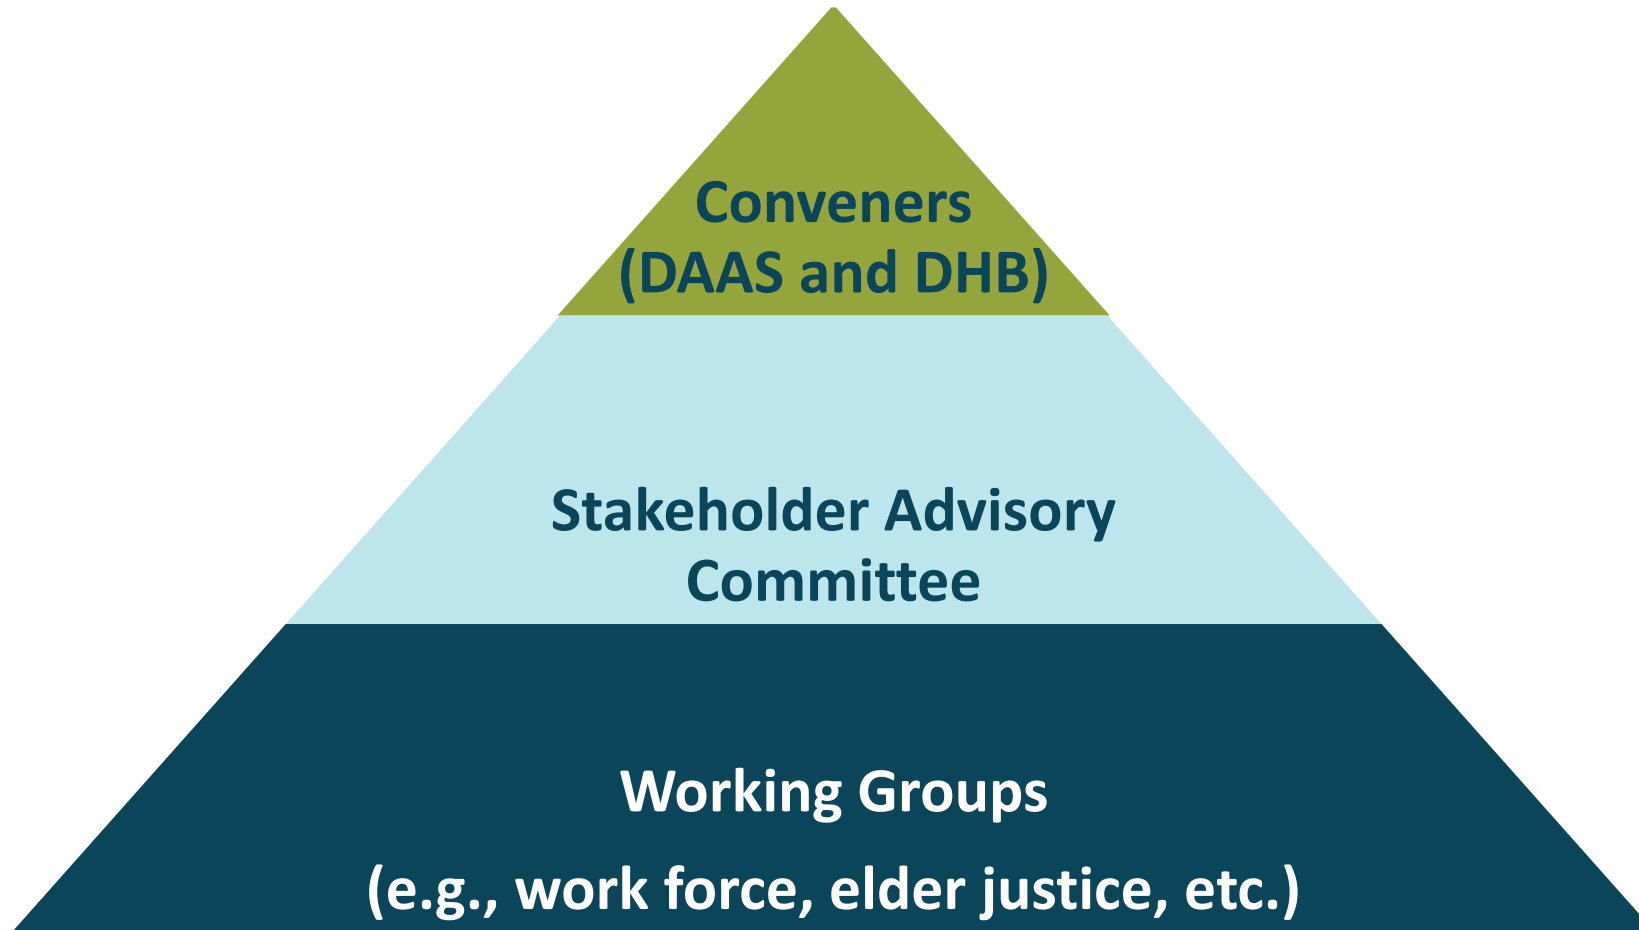 Conveners
(DAAS and DHB)
Stakeholder Advisory
Committee
Working Groups
(e.g., work force, elder justice, etc.)